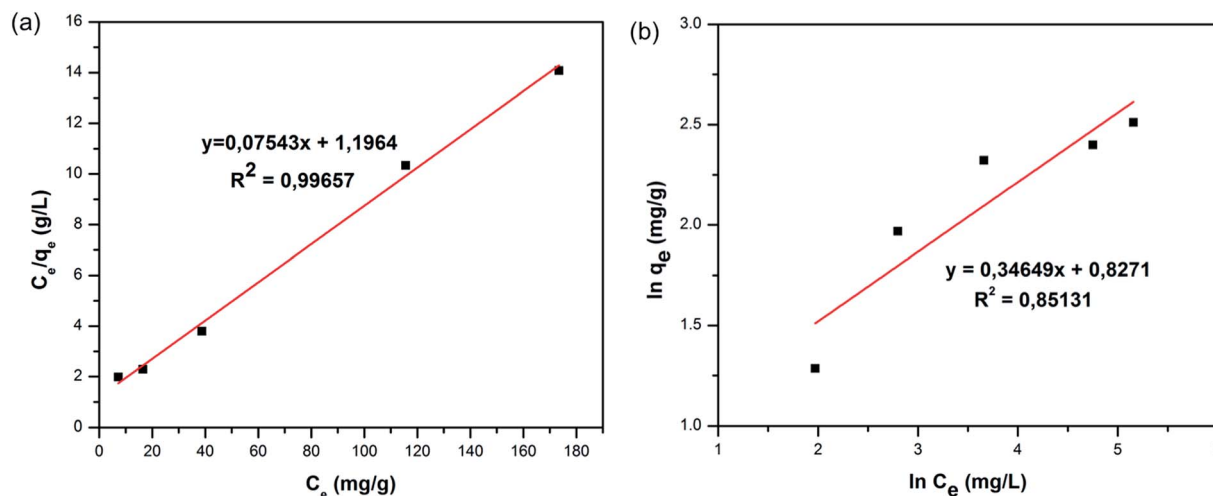 (a)
16
14
12
10
8
6
4
2
0
y=0,07543x + 1,1964
R² = 0,99657
Cₑ/qₑ (g/L)
0 20 40 60 80 100 120 140 160 180
Cₑ (mg/g)
(b)
3.0
2.5
2.0
1.5
1.0
y = 0,34649x + 0,8271
R² = 0,85131
ln qe (mg/g)
1 2 3 4 5
ln Ce (mg/L)